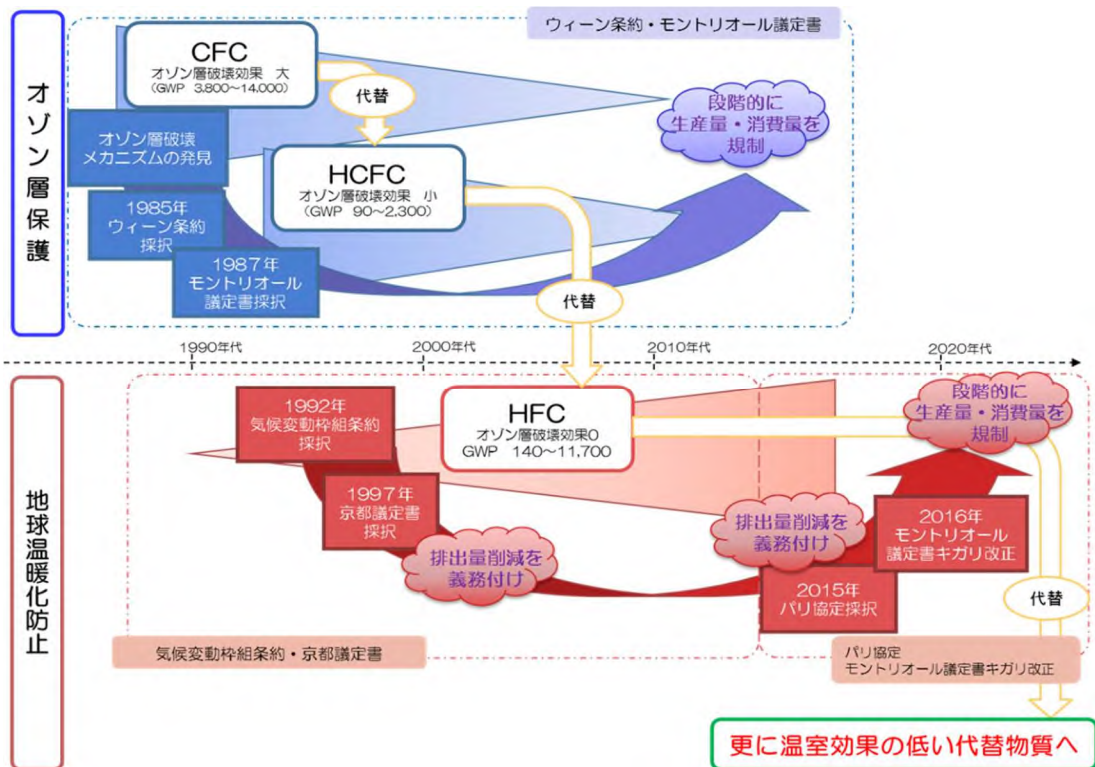 オゾン層保護
ウィーン条約・モントリオール議定書
CFC
オゾン層破壊効果 大
(GWP 3,800~14,000)
代替
オゾン層破壊
メカニズムの発見
段階的に
生産量・消費量を
規制
HCFC
オゾン層破壊効果 小
(GWP 90~2,300)
1985年
ウィーン条約
採択
1987年
モントリオール
議定書採択
代替
1990年代
2000年代
2010年代
2020年代
地球温暖化防止
1992年
気候変動枠組条約
採択
HFC
オゾン層破壊効果0
GWP 140~11,700
段階的に
生産量・消費量を
規制
1997年
京都議定書
採択
排出量削減を
義務付け
排出量削減を
義務付け
2016年
モントリオール
議定書キガリ改正
2015年
パリ協定採択
代替
気候変動枠組条約・京都議定書
パリ協定
モントリオール議定書キガリ改正
更に温室効果の低い代替物質へ